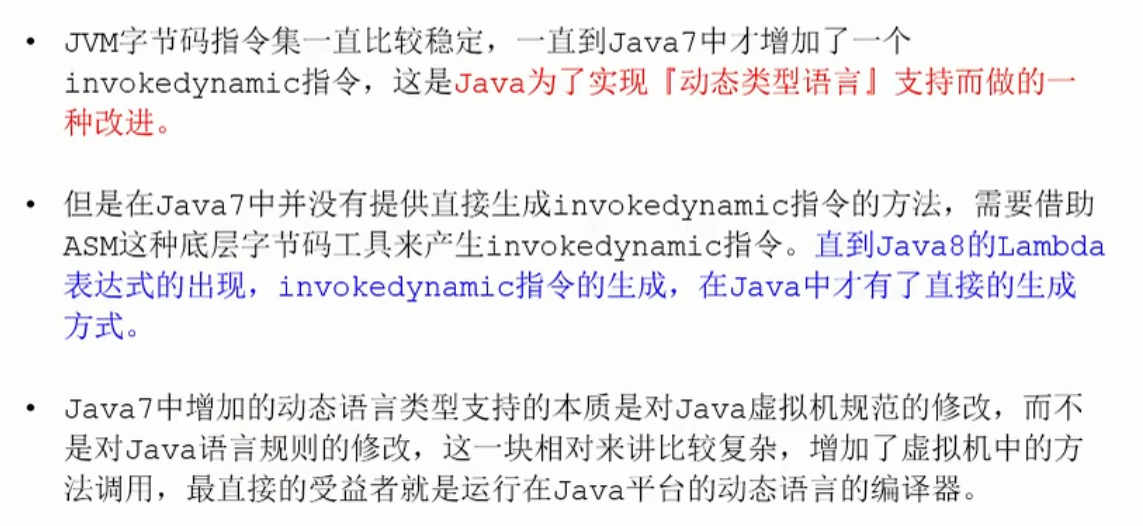 • JVM字节码指令集一直比较稳定，一直到Java7中才增加了一个
invokedynamic指令，这是Java为了实现『动态类型语言』支持而做的一
种改进。
• 但是在Java7中并没有提供直接生成invokedynamic指令的方法，需要借助
ASM这种底层字节码工具来产生invokedynamic指令。直到Java8的Lambda
表达式的出现，invokedynamic指令的生成，在Java中才有了直接的生成
方式。
• Java7中增加的动态语言类型支持的本质是对Java虚拟机规范的修改，而不
是对Java语言规则的修改，这一块相对来讲比较复杂，增加了虚拟机中的方
法调用，最直接的受益者就是运行在Java平台的动态语言的编译器。